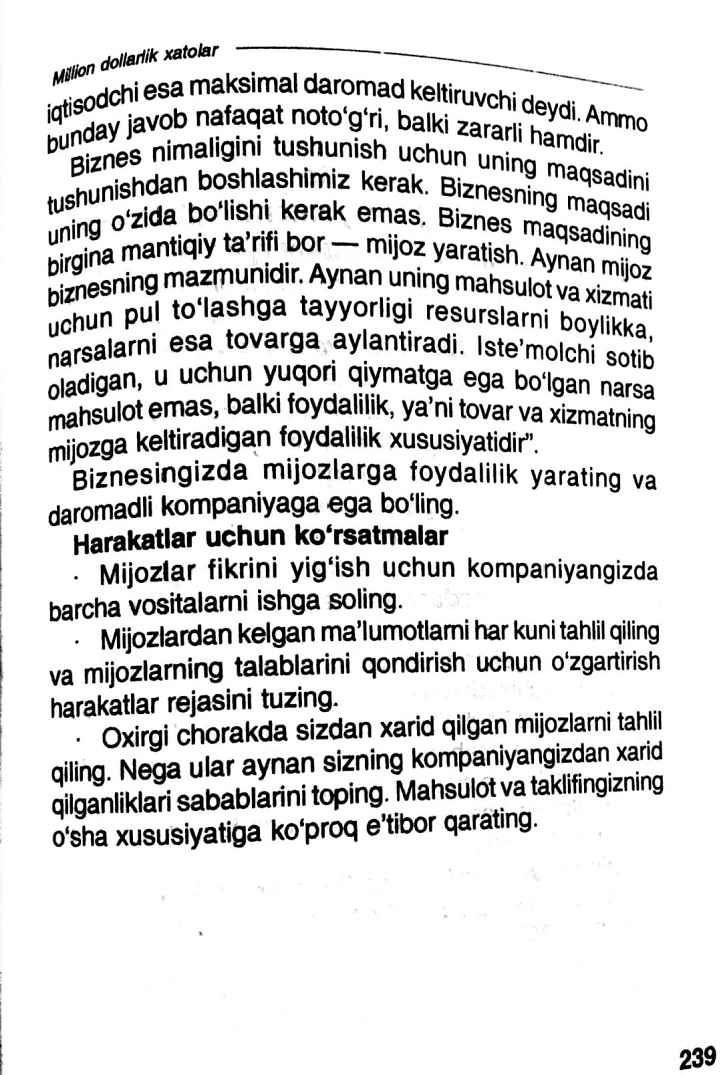 Million dollarlik xatolar
iqtisodchi esa maksimal daromad keltiruvchi deydi. Ammo
bunday javob nafaqat noto‘g‘ri, balki zararli hamdir.
Biznes nimaligini tushunish uchun uning maqsadini
tushunishdan boshlashimiz kerak. Biznesning maqsadi
uning o‘zida bo‘lishi kerak emas. Biznes maqsadining
birgina mantiqiy ta’rifi bor — mijoz yaratish. Aynan mijoz
biznesning mazmunidir. Aynan uning mahsulot va xizmati
uchun pul to‘lashga tayyorligi resurslarni boylikka,
narsalarni esa tovarga aylantiradi. Iste’molchi sotib
oladigan, u uchun yuqori qiymatga ega bo‘lgan narsa
mahsulot emas, balki foydalilik, ya’ni tovar va xizmatning
mijozga keltiradigan foydalilik xususiyatidir”.
Biznesingizda mijozlarga foydalilik yarating va
daromadli kompaniyaga ega bo‘ling.
Harakatlar uchun ko‘rsatmalar
· Mijozlar fikrini yig‘ish uchun kompaniyangizda
barcha vositalarni ishga soling.
· Mijozlardan kelgan ma’lumotlarni har kuni tahlil qiling
va mijozlarning talablarini qondirish uchun o‘zgartirish
harakatlar rejasini tuzing.
· Oxirgi chorakda sizdan xarid qilgan mijozlarni tahlil
qiling. Nega ular aynan sizning kompaniyangizdan xarid
qilganliklari sabablarini toping. Mahsulot va taklifingizning
o‘sha xususiyatiga ko‘proq e’tibor qarating.
239